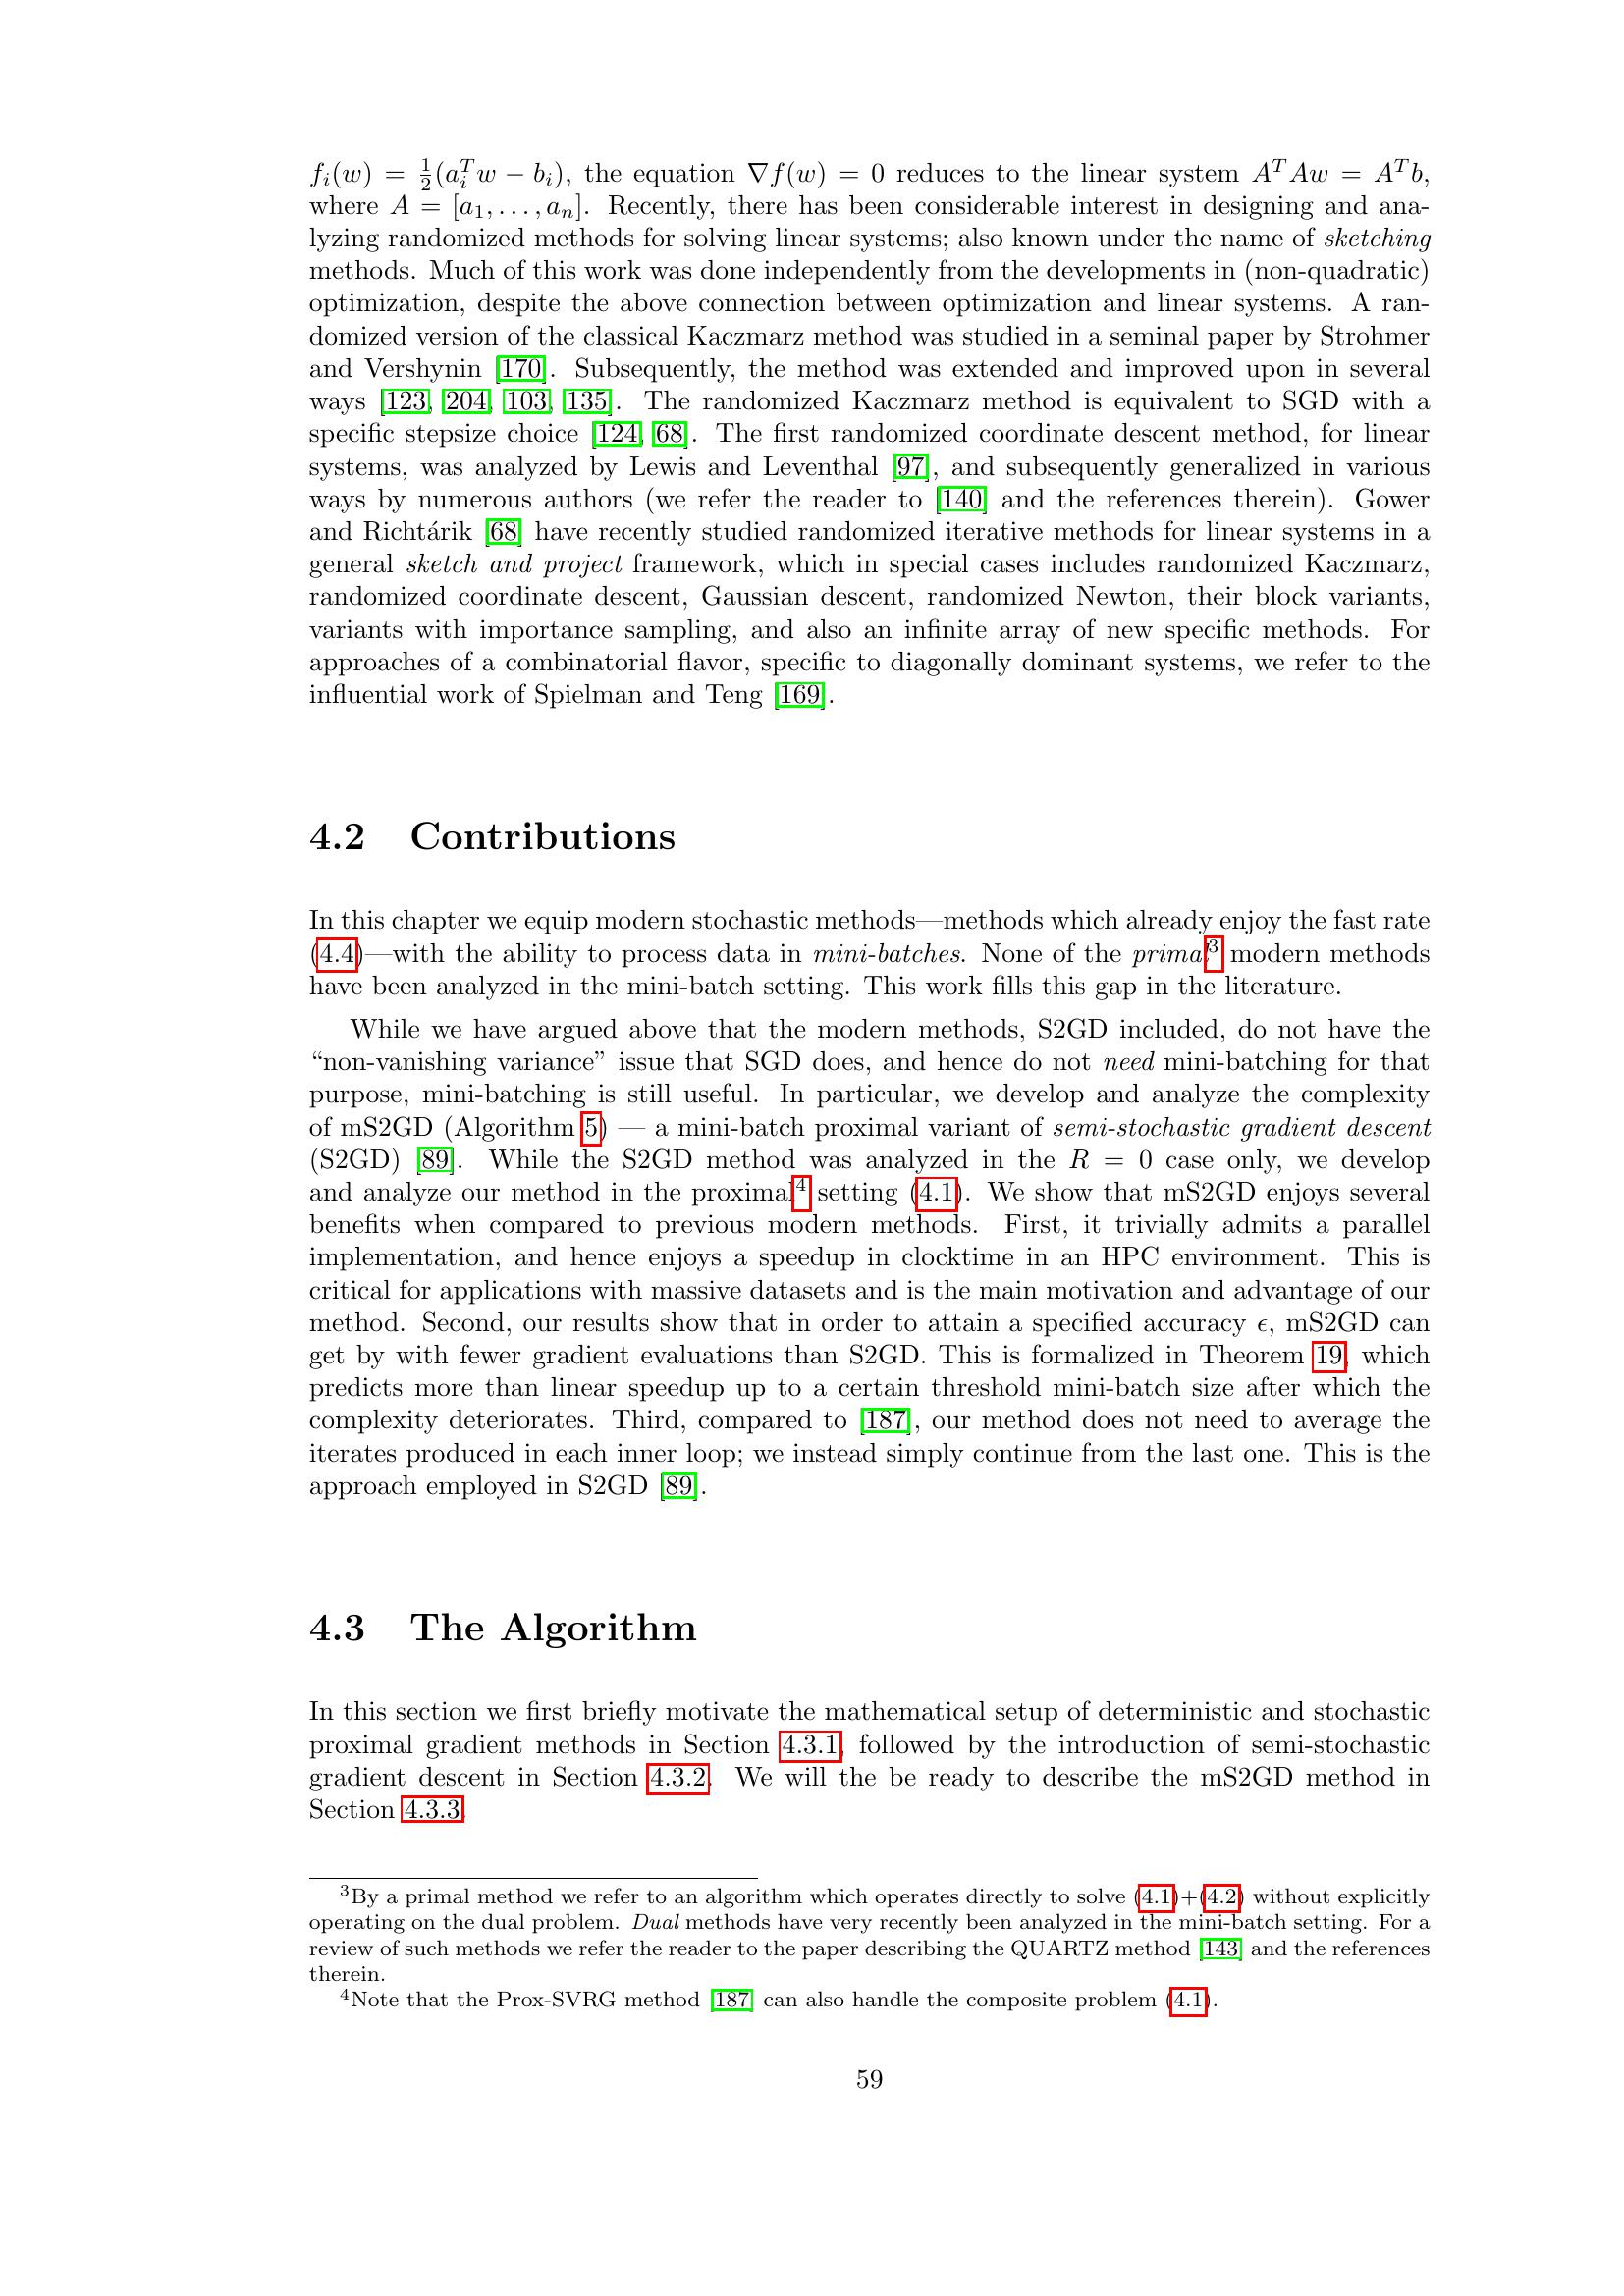 f_i(w) = \frac{1}{2}(a_i^T w − b_i), the equation ∇f(w) = 0 reduces to the linear system A^T Aw = A^T b,
where A = [a_1, . . . , a_n]. Recently, there has been considerable interest in designing and ana-
lyzing randomized methods for solving linear systems; also known under the name of sketching
methods. Much of this work was done independently from the developments in (non-quadratic)
optimization, despite the above connection between optimization and linear systems. A ran-
domized version of the classical Kaczmarz method was studied in a seminal paper by Strohmer
and Vershynin [170]. Subsequently, the method was extended and improved upon in several
ways [123, 204, 103, 135]. The randomized Kaczmarz method is equivalent to SGD with a
specific stepsize choice [124, 68]. The first randomized coordinate descent method, for linear
systems, was analyzed by Lewis and Leventhal [97], and subsequently generalized in various
ways by numerous authors (we refer the reader to [140] and the references therein). Gower
and Richtárik [68] have recently studied randomized iterative methods for linear systems in a
general sketch and project framework, which in special cases includes randomized Kaczmarz,
randomized coordinate descent, Gaussian descent, randomized Newton, their block variants,
variants with importance sampling, and also an infinite array of new specific methods. For
approaches of a combinatorial flavor, specific to diagonally dominant systems, we refer to the
influential work of Spielman and Teng [169].
4.2 Contributions
In this chapter we equip modern stochastic methods—methods which already enjoy the fast rate
(4.4)—with the ability to process data in mini-batches. None of the primal^3 modern methods
have been analyzed in the mini-batch setting. This work fills this gap in the literature.
While we have argued above that the modern methods, S2GD included, do not have the
“non-vanishing variance” issue that SGD does, and hence do not need mini-batching for that
purpose, mini-batching is still useful. In particular, we develop and analyze the complexity
of mS2GD (Algorithm 5) — a mini-batch proximal variant of semi-stochastic gradient descent
(S2GD) [89]. While the S2GD method was analyzed in the R = 0 case only, we develop
and analyze our method in the proximal^4 setting (4.1). We show that mS2GD enjoys several
benefits when compared to previous modern methods. First, it trivially admits a parallel
implementation, and hence enjoys a speedup in clocktime in an HPC environment. This is
critical for applications with massive datasets and is the main motivation and advantage of our
method. Second, our results show that in order to attain a specified accuracy ϵ, mS2GD can
get by with fewer gradient evaluations than S2GD. This is formalized in Theorem 19, which
predicts more than linear speedup up to a certain threshold mini-batch size after which the
complexity deteriorates. Third, compared to [187], our method does not need to average the
iterates produced in each inner loop; we instead simply continue from the last one. This is the
approach employed in S2GD [89].
4.3 The Algorithm
In this section we first briefly motivate the mathematical setup of deterministic and stochastic
proximal gradient methods in Section 4.3.1, followed by the introduction of semi-stochastic
gradient descent in Section 4.3.2. We will the be ready to describe the mS2GD method in
Section 4.3.3.
^3By a primal method we refer to an algorithm which operates directly to solve (4.1)+(4.2) without explicitly
operating on the dual problem. Dual methods have very recently been analyzed in the mini-batch setting. For a
review of such methods we refer the reader to the paper describing the QUARTZ method [143] and the references
therein.
^4Note that the Prox-SVRG method [187] can also handle the composite problem (4.1).
59